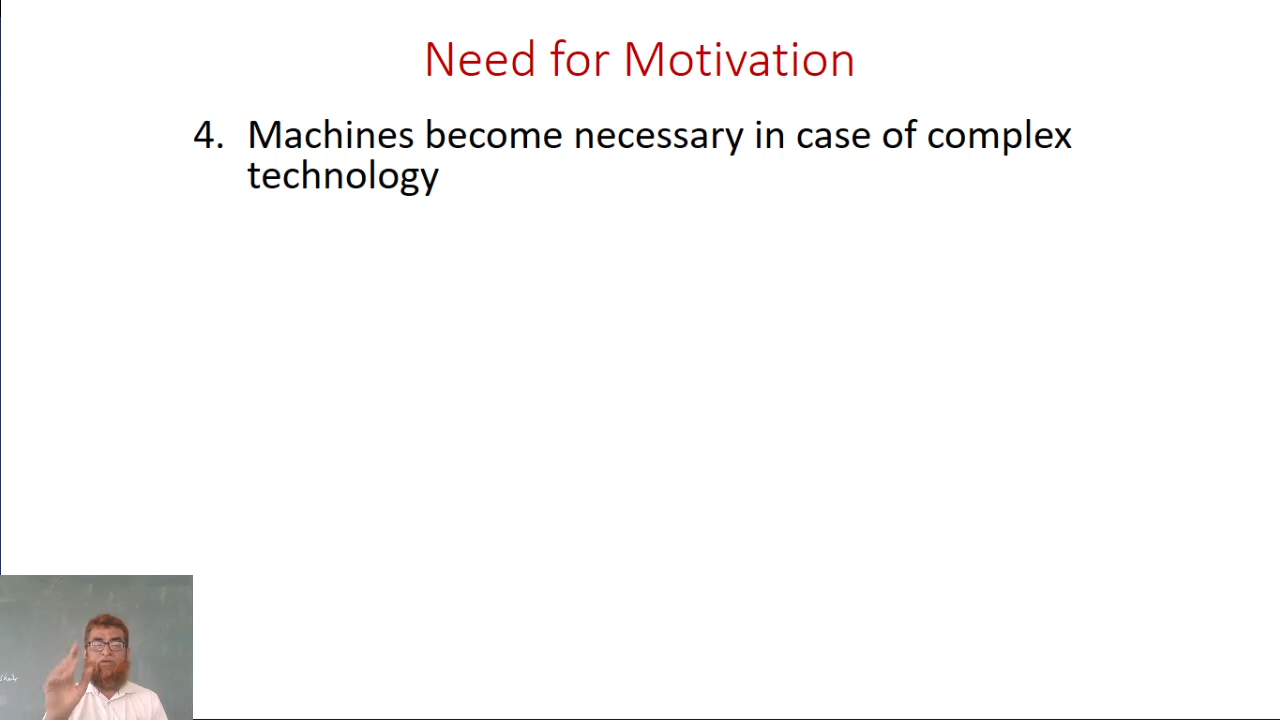 Need for Motivation
4. Machines become necessary in case of complex
technology